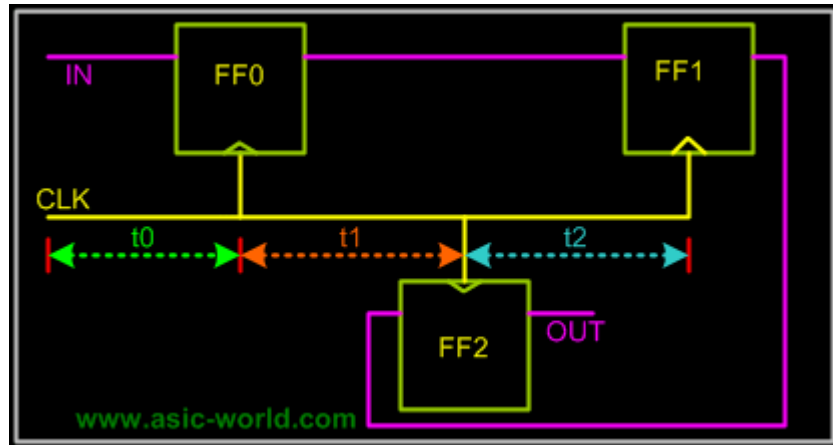 IN
FF0
FF1
CLK
t0
t1
t2
FF2
OUT
www.asic-world.com